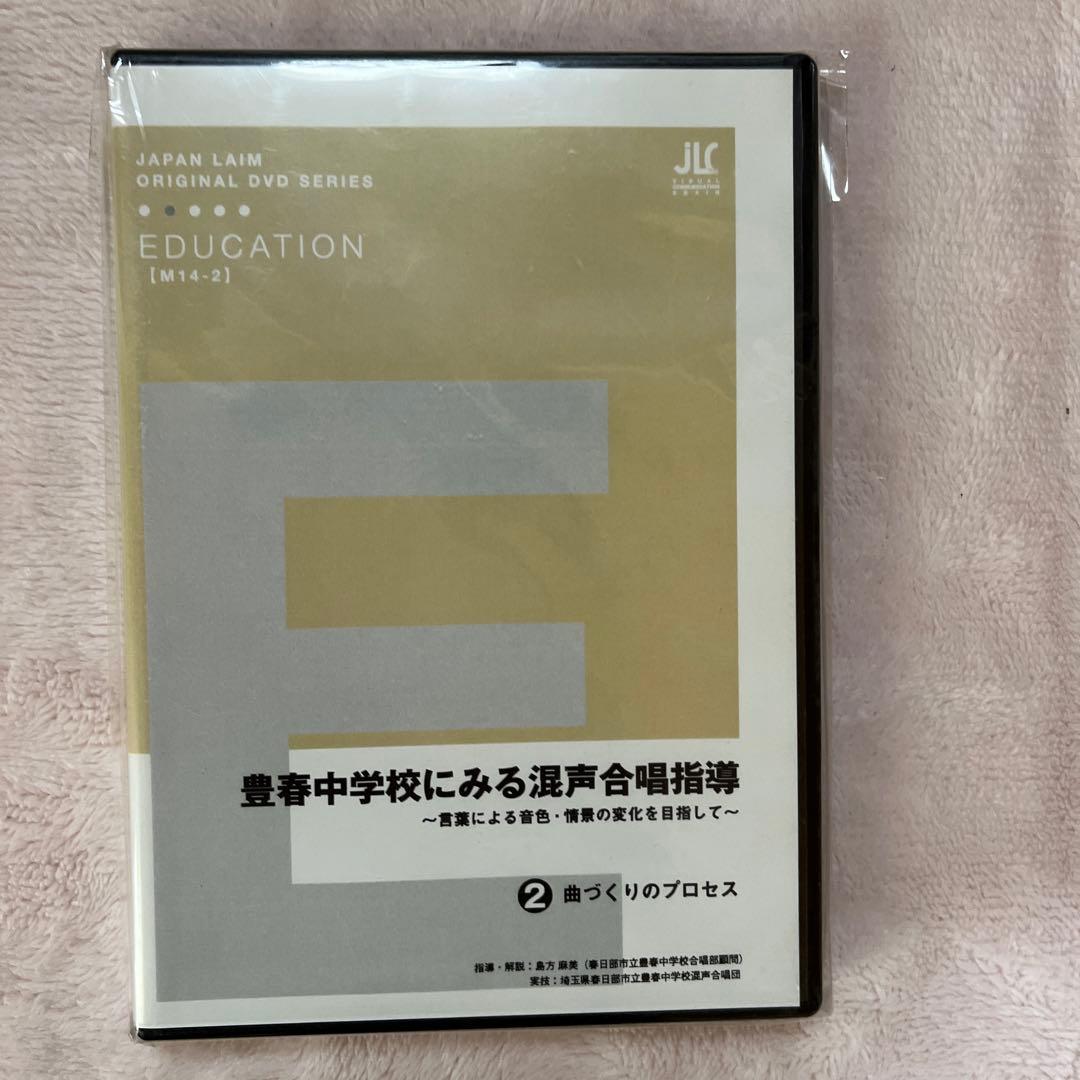 JAPAN LAIM
ORIGINAL DVD SERIES
JLC
VISUAL
COMMUNICATION
BRAIN
EDUCATION
【M14-2】
豊春中学校にみる混声合唱指導
～言葉による音色・情景の変化を目指して～
❷ 曲づくりのプロセス
指導・解説：島方 麻美（春日部市立豊春中学校合唱部顧問）
実技：埼玉県春日部市立豊春中学校混声合唱団